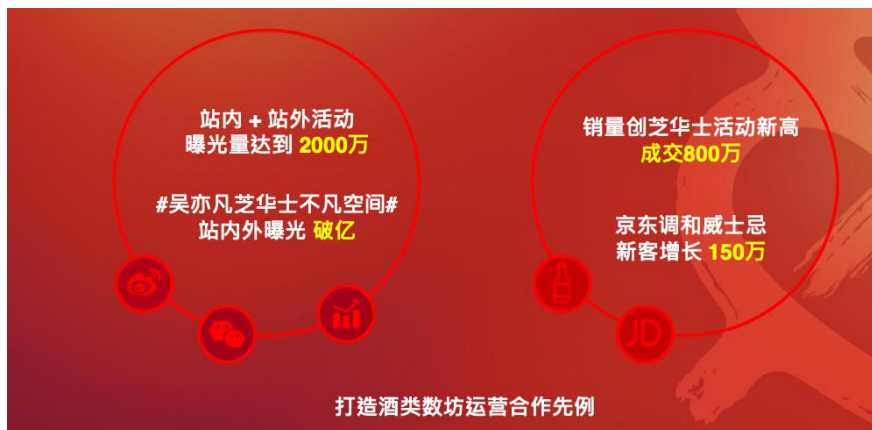 站内 + 站外活动
曝光量达到 2000万
#吴亦凡芝华士不凡空间#
站内外曝光 破亿
销量创芝华士活动新高
成交800万
京东调和威士忌
新客增长 150万
JD
打造酒类数坊运营合作先例